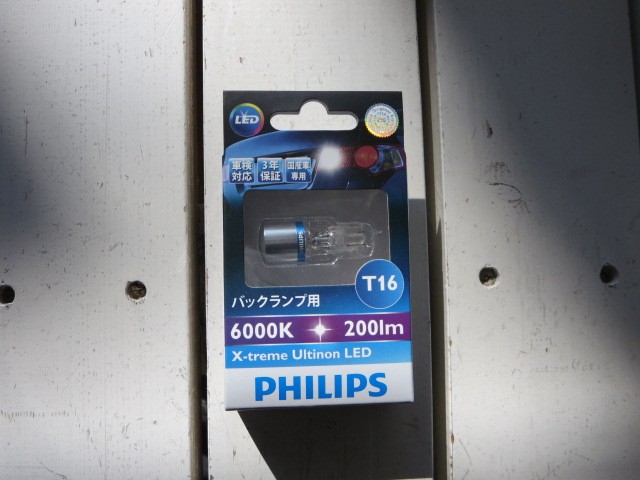 LED
車検対応
3年保証
国産車専用
PHILIPS
T16
バックランプ用
6000K 200lm
X-treme Ultinon LED
PHILIPS